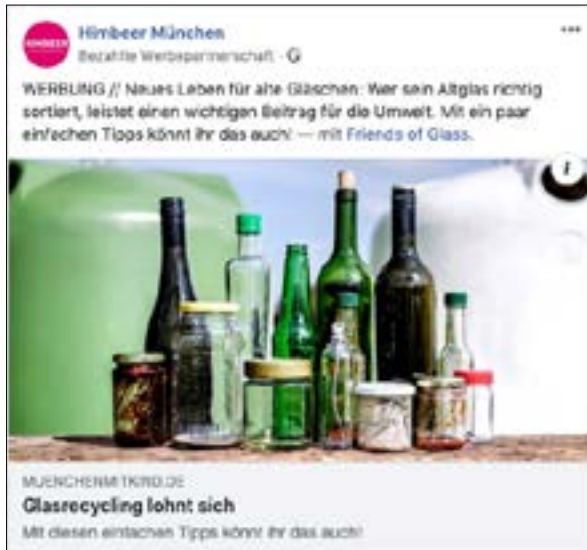 HIMBEER
Himbeer München
Bezahlte Werbepartnerschaft ·
WERBUNG // Neues Leben für alte Gläschen: Wer sein Altglas richtig
sortiert, leistet einen wichtigen Beitrag für die Umwelt. Mit ein paar
einfachen Tipps könnt ihr das auch! — mit Friends of Glass.
i
MUENCHENMITKIND.DE
Glasrecycling lohnt sich
Mit diesen einfachen Tipps könnt ihr das auch!